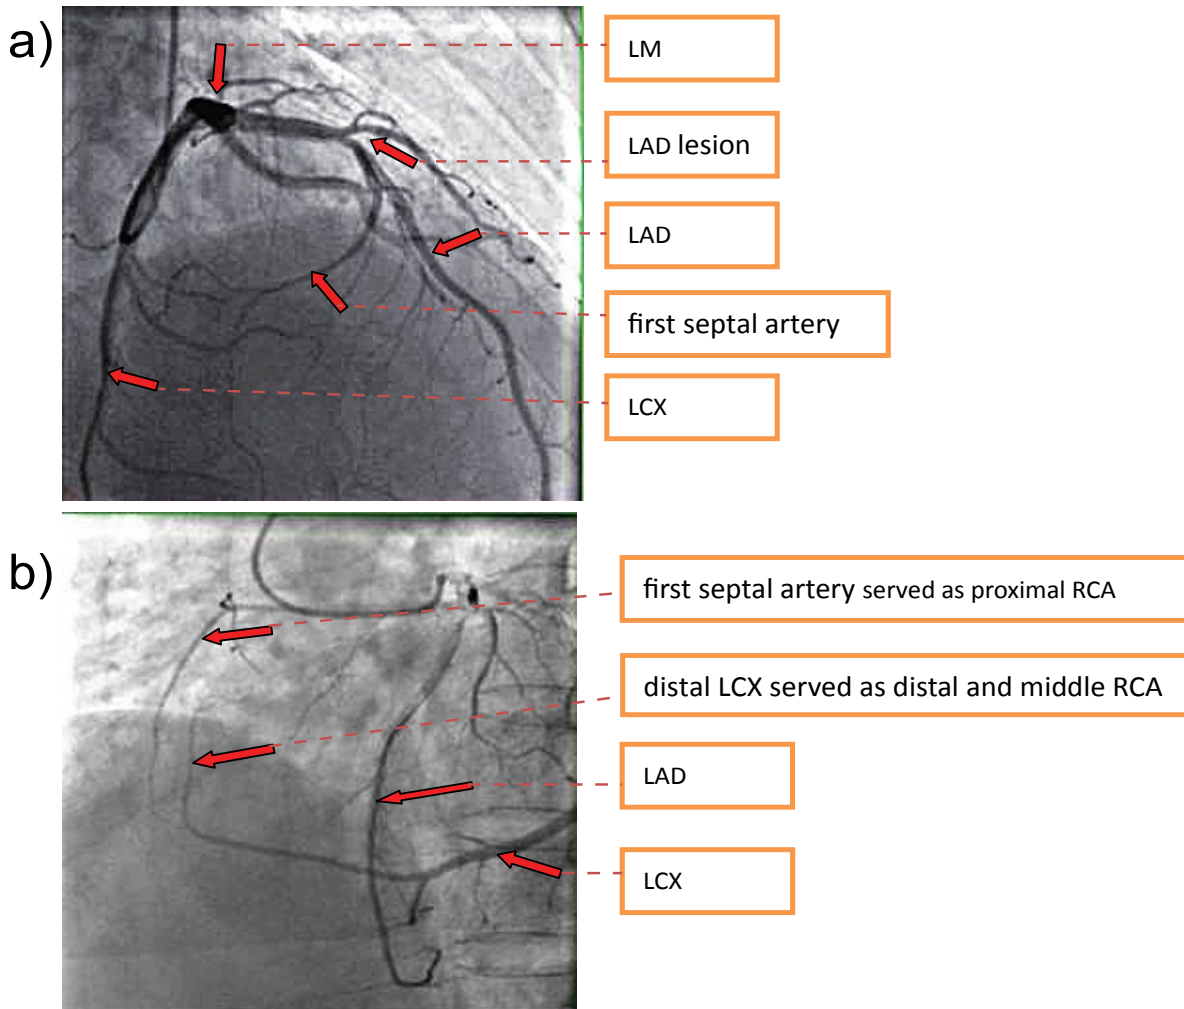 a)
LM
LAD lesion
LAD
first septal artery
LCX
b)
first septal artery served as proximal RCA
distal LCX served as distal and middle RCA
LAD
LCX